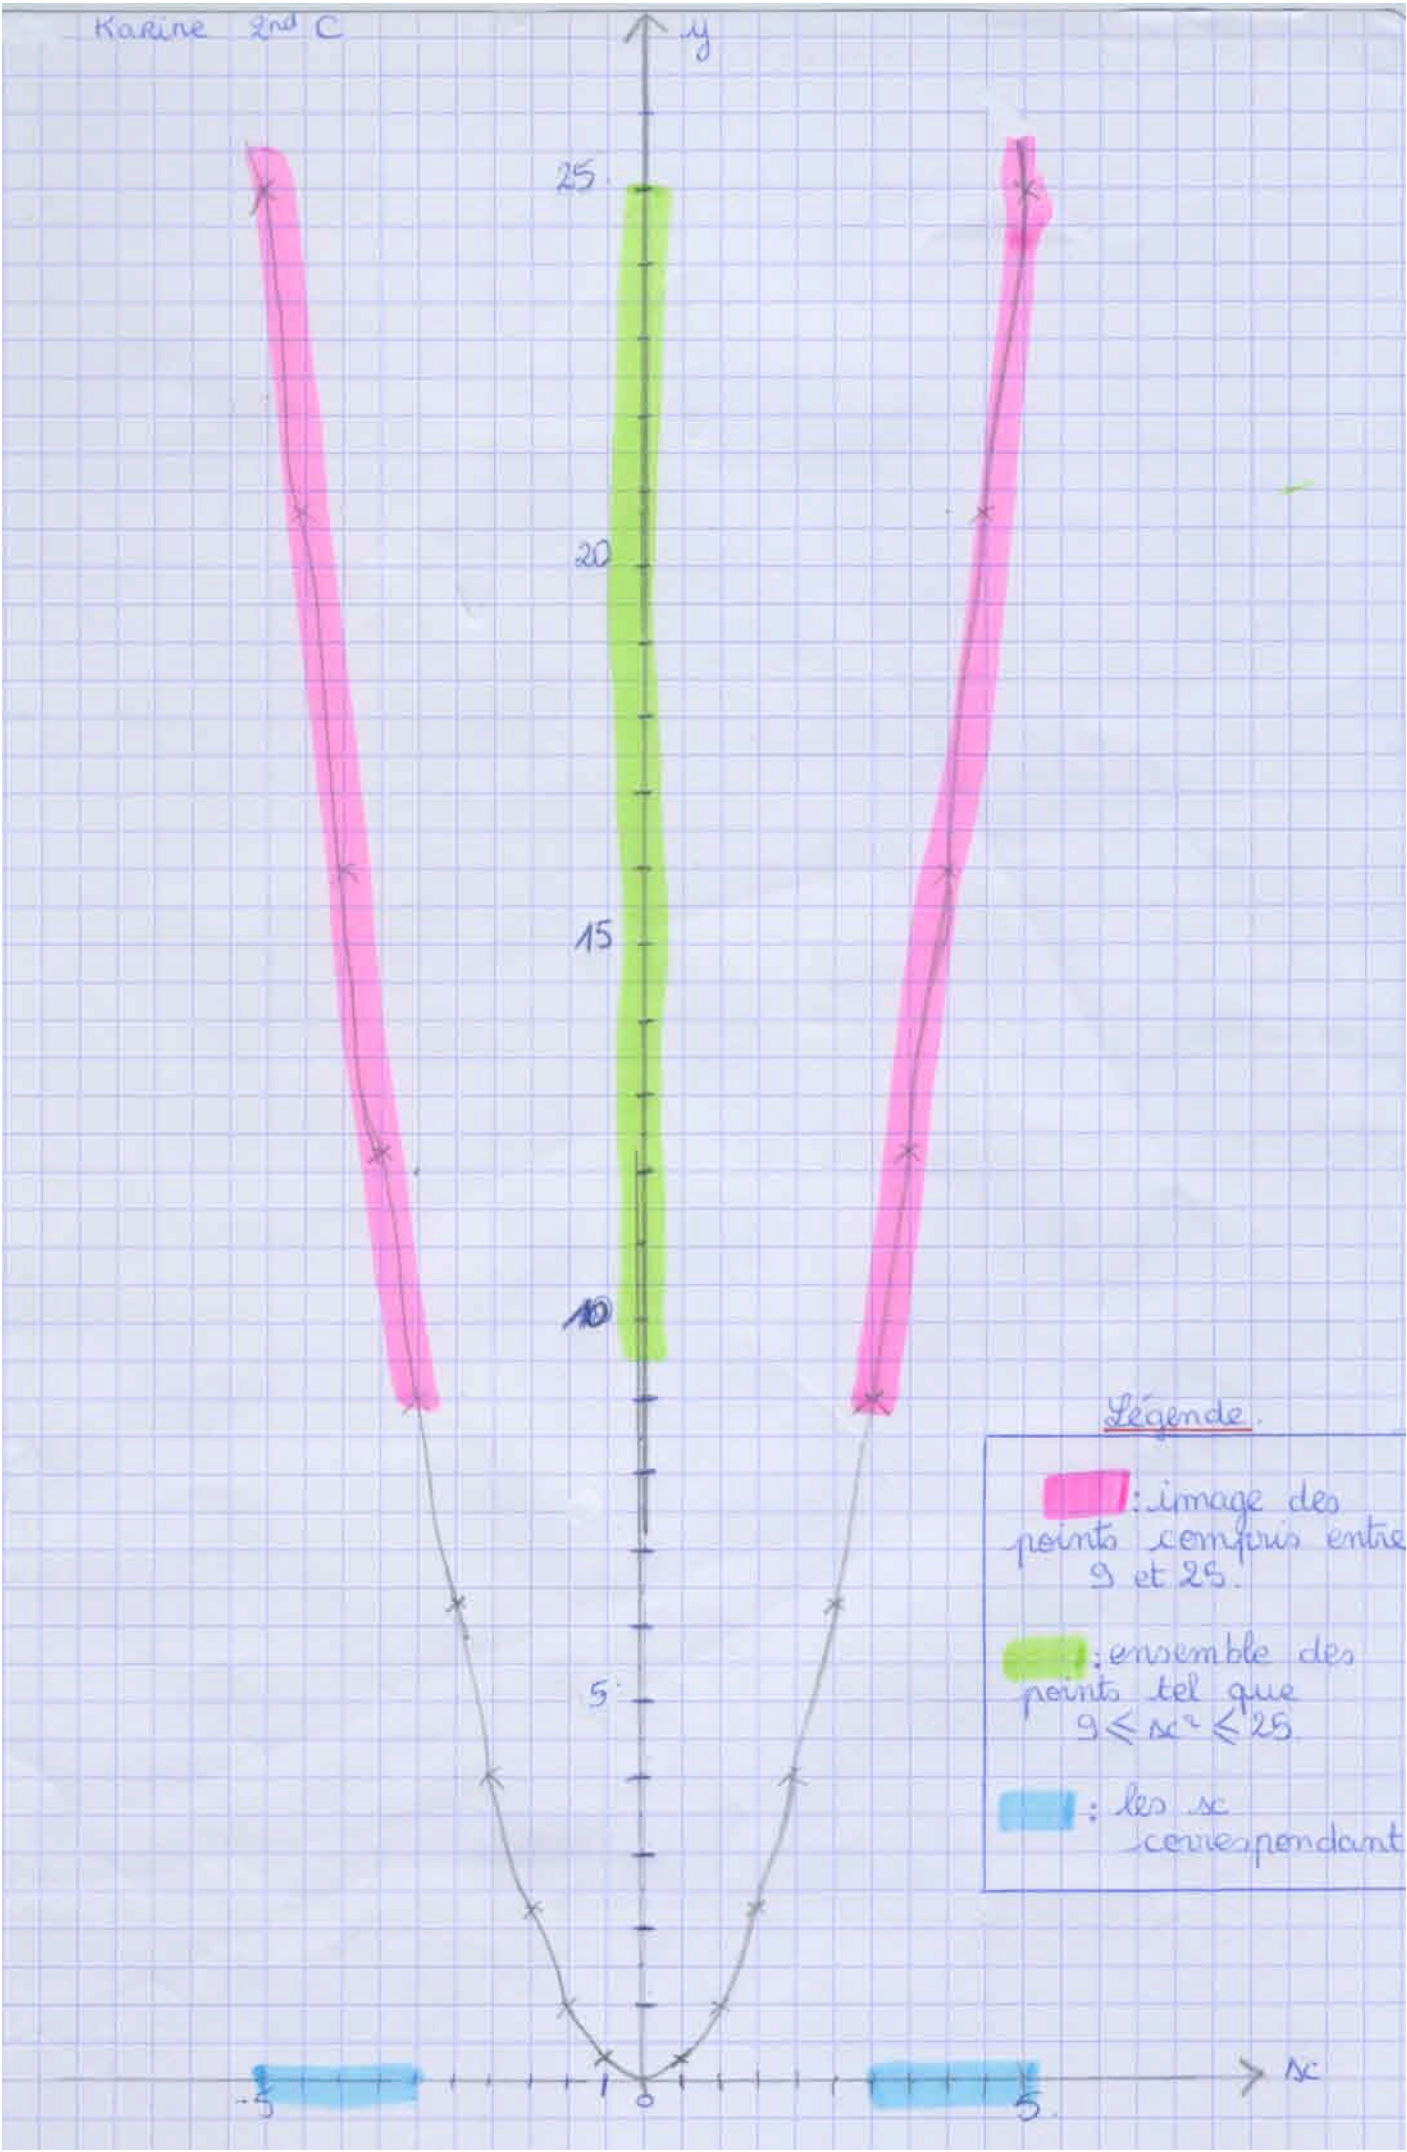 Karine 2nd C
y
25
20
15
10
5
-5
0
5
x
Légende.
: image des
points compris entre
9 et 25.
: ensemble des
points tel que
9 ≤ x² ≤ 25
: les x
correspondant